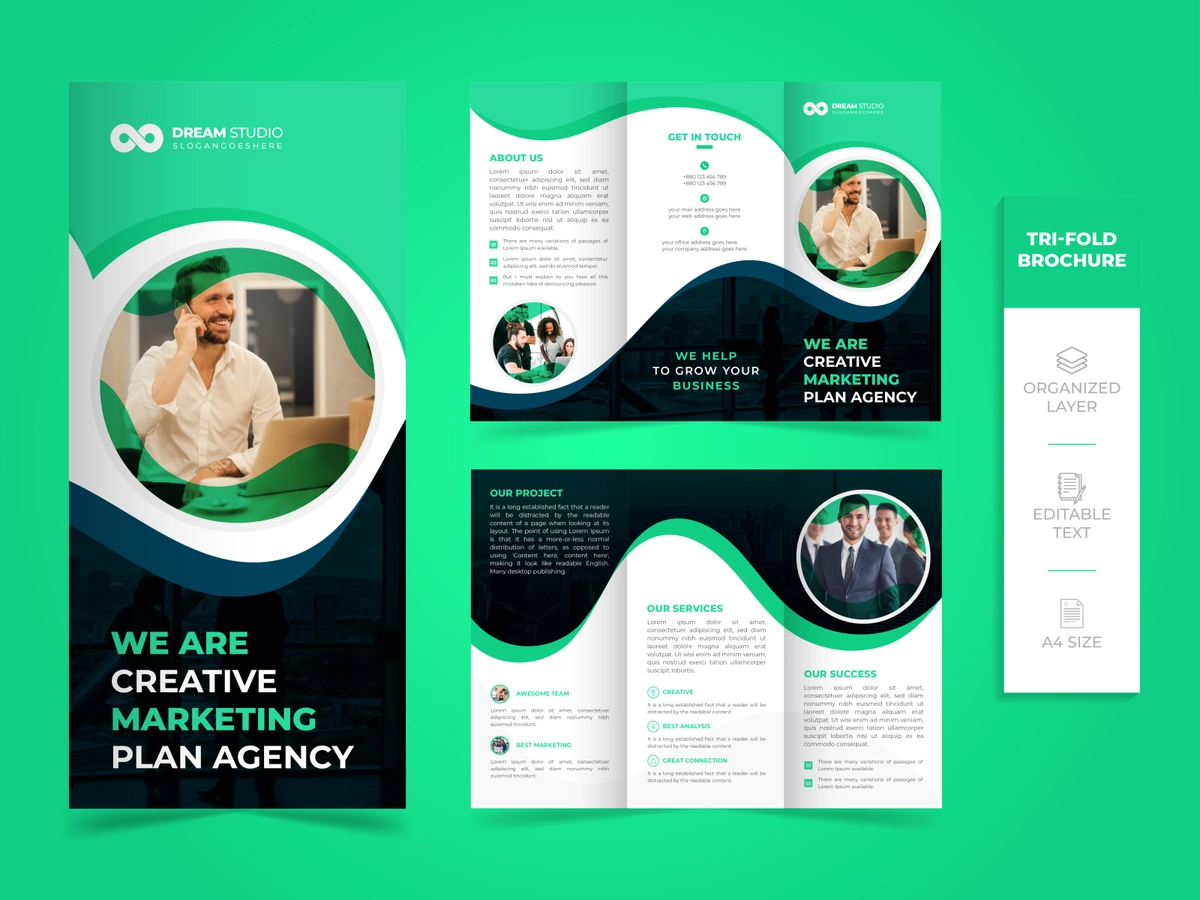 DREAM STUDIO
SLOGANGOESHERE
WE ARE
CREATIVE
MARKETING
PLAN AGENCY
ABOUT US
Lorem ipsum dolor sit amet,
consectetuer adipiscing elit, sed diam
nonummy nibh euismod tincidunt ut
laoreet dolore magna aliquam erat
volutpat. Ut wisi enim ad minim veniam,
quis nostrud exerci tation ullamcorper
suscipit lobortis nisl ut aliquip ex ea
commodo consequat.
01 There are many variations of passages of
Lorem Ipsum available.
02 Lorem ipsum dolor sit amet, consectetur
adipiscing elit, sed do eiusmod tempor.
03 But I must explain to you how all this
mistaken idea of denouncing pleasure.
GET IN TOUCH
+880 123 456 789
+880 123 456 789
your mail address goes here
your web address goes here
your office address goes here
your company address goes here
WE HELP
TO GROW YOUR
BUSINESS
DREAM STUDIO
SLOGANGOESHERE
WE ARE
CREATIVE
MARKETING
PLAN AGENCY
OUR PROJECT
It is a long established fact that a reader
will be distracted by the readable
content of a page when looking at its
layout. The point of using Lorem Ipsum
is that it has a more-or-less normal
distribution of letters, as opposed to
using 'Content here, content here',
making it look like readable English.
Many desktop publishing.
AWESOME TEAM
Lorem ipsum dolor sit amet, consectetuer
adipiscing elit, sed diam nonummy nibh
euismod tincidunt.
BEST MARKETING
Lorem ipsum dolor sit amet, consectetuer
adipiscing elit, sed diam nonummy nibh
euismod tincidunt.
OUR SERVICES
Lorem ipsum dolor sit amet,
consectetuer adipiscing elit, sed diam
nonummy nibh euismod tincidunt ut
laoreet dolore magna aliquam erat
volutpat. Ut wisi enim ad minim veniam,
quis nostrud exerci tation ullamcorper
suscipit lobortis nisl.
CREATIVE
It is a long established fact that a reader will be
distracted by the readable content.
BEST ANALYSIS
It is a long established fact that a reader will be
distracted by the readable content.
GREAT CONNECTION
It is a long established fact that a reader will be
distracted by the readable content.
OUR SUCCESS
Lorem ipsum dolor sit amet,
consectetuer adipiscing elit, sed diam
nonummy nibh euismod tincidunt ut
laoreet dolore magna aliquam erat
volutpat. Ut wisi enim ad minim veniam,
quis nostrud exerci tation ullamcorper
suscipit lobortis nisl ut aliquip ex ea
commodo consequat.
01 There are many variations of passages of
Lorem Ipsum available.
02 There are many variations of passages of
Lorem Ipsum available.
TRI-FOLD
BROCHURE
ORGANIZED
LAYER
EDITABLE
TEXT
A4 SIZE